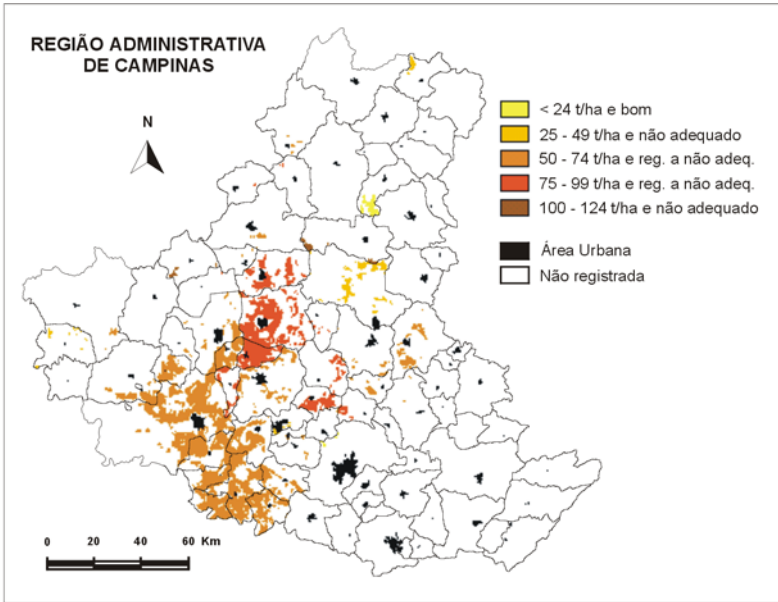 REGIÃO ADMINISTRATIVA
DE CAMPINAS
N
< 24 t/ha e bom
25 - 49 t/ha e não adequado
50 - 74 t/ha e reg. a não adeq.
75 - 99 t/ha e reg. a não adeq.
100 - 124 t/ha e não adequado
Área Urbana
Não registrada
0 20 40 60 Km